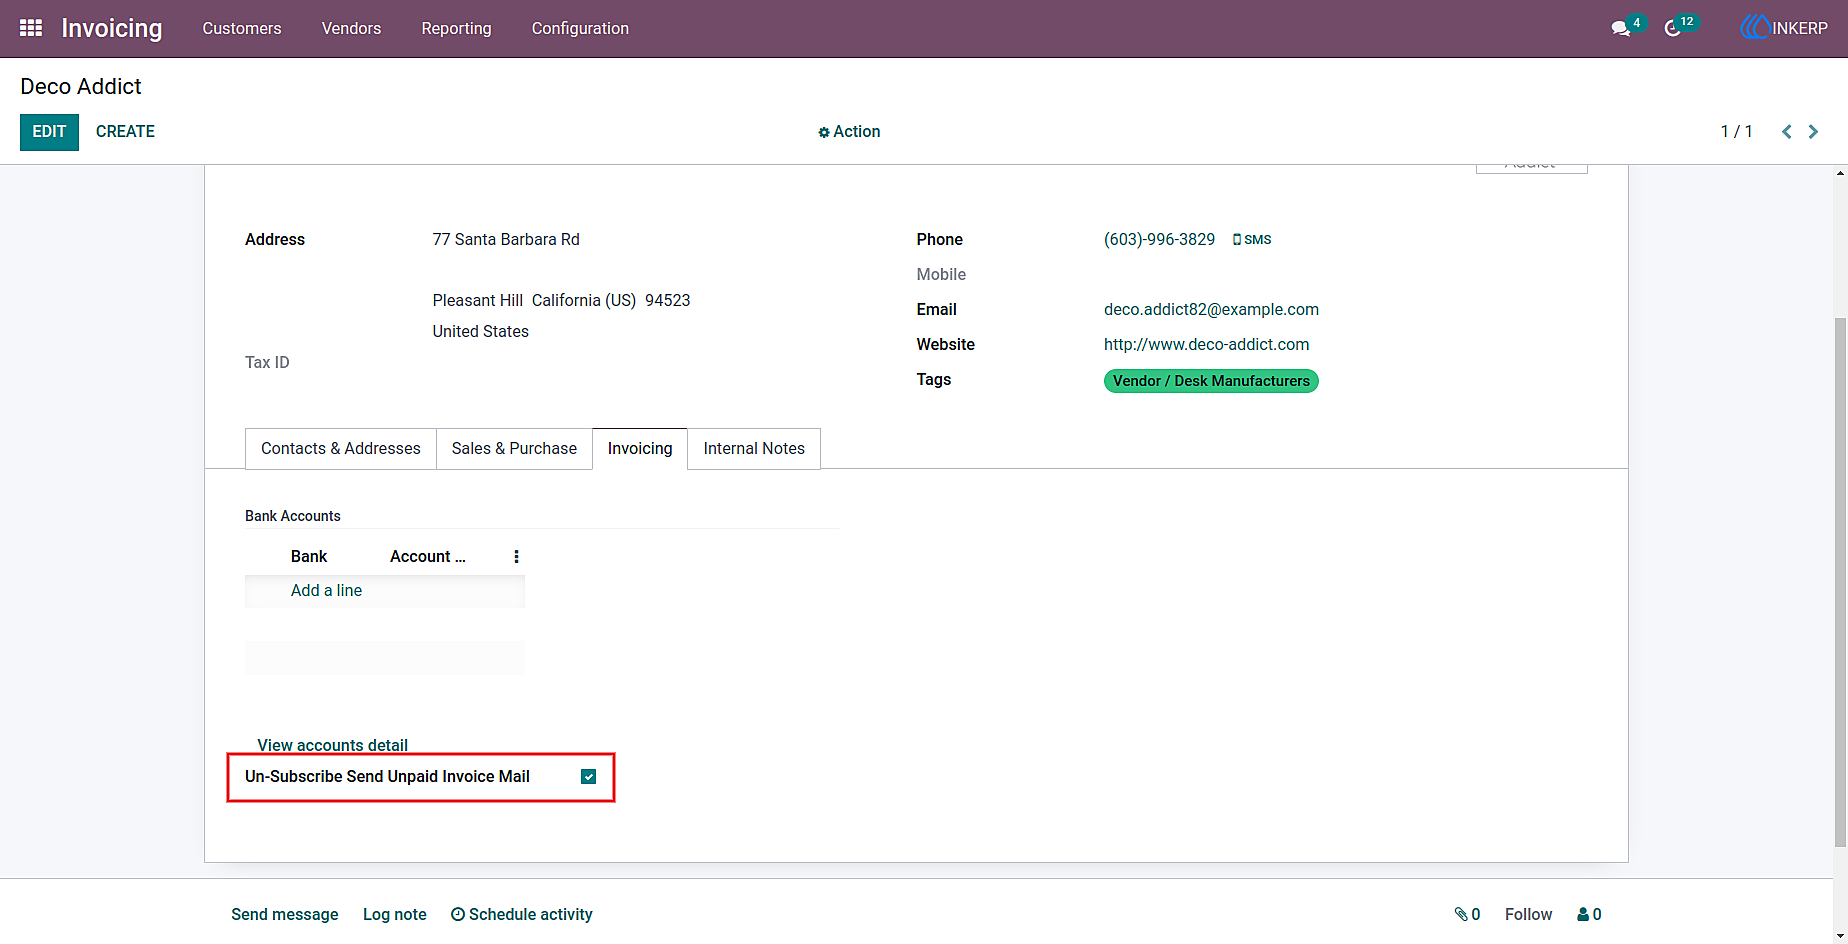 Invoicing Customers Vendors Reporting Configuration 4 12 INKERP
Deco Addict
EDIT CREATE Action 1 / 1
Address 77 Santa Barbara Rd
Pleasant Hill California (US) 94523
United States
Tax ID
Phone (603)-996-3829 SMS
Mobile
Email deco.addict82@example.com
Website http://www.deco-addict.com
Tags Vendor / Desk Manufacturers
Contacts & Addresses Sales & Purchase Invoicing Internal Notes
Bank Accounts
Bank Account ...
Add a line
View accounts detail
Un-Subscribe Send Unpaid Invoice Mail
Send message Log note Schedule activity 0 Follow 0